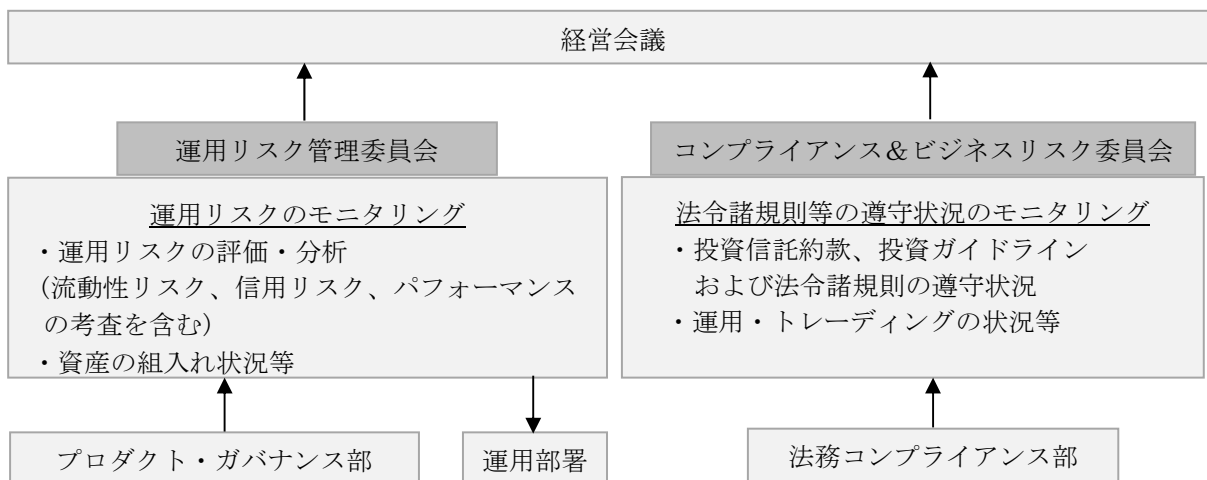 経営会議
運用リスク管理委員会
運用リスクのモニタリング
・運用リスクの評価・分析
(流動性リスク、信用リスク、パフォーマンス
の考査を含む)
・資産の組入れ状況等
コンプライアンス&ビジネスリスク委員会
法令諸規則等の遵守状況のモニタリング
・投資信託約款、投資ガイドライン
および法令諸規則の遵守状況
・運用・トレーディングの状況等
プロダクト・ガバナンス部
運用部署
法務コンプライアンス部